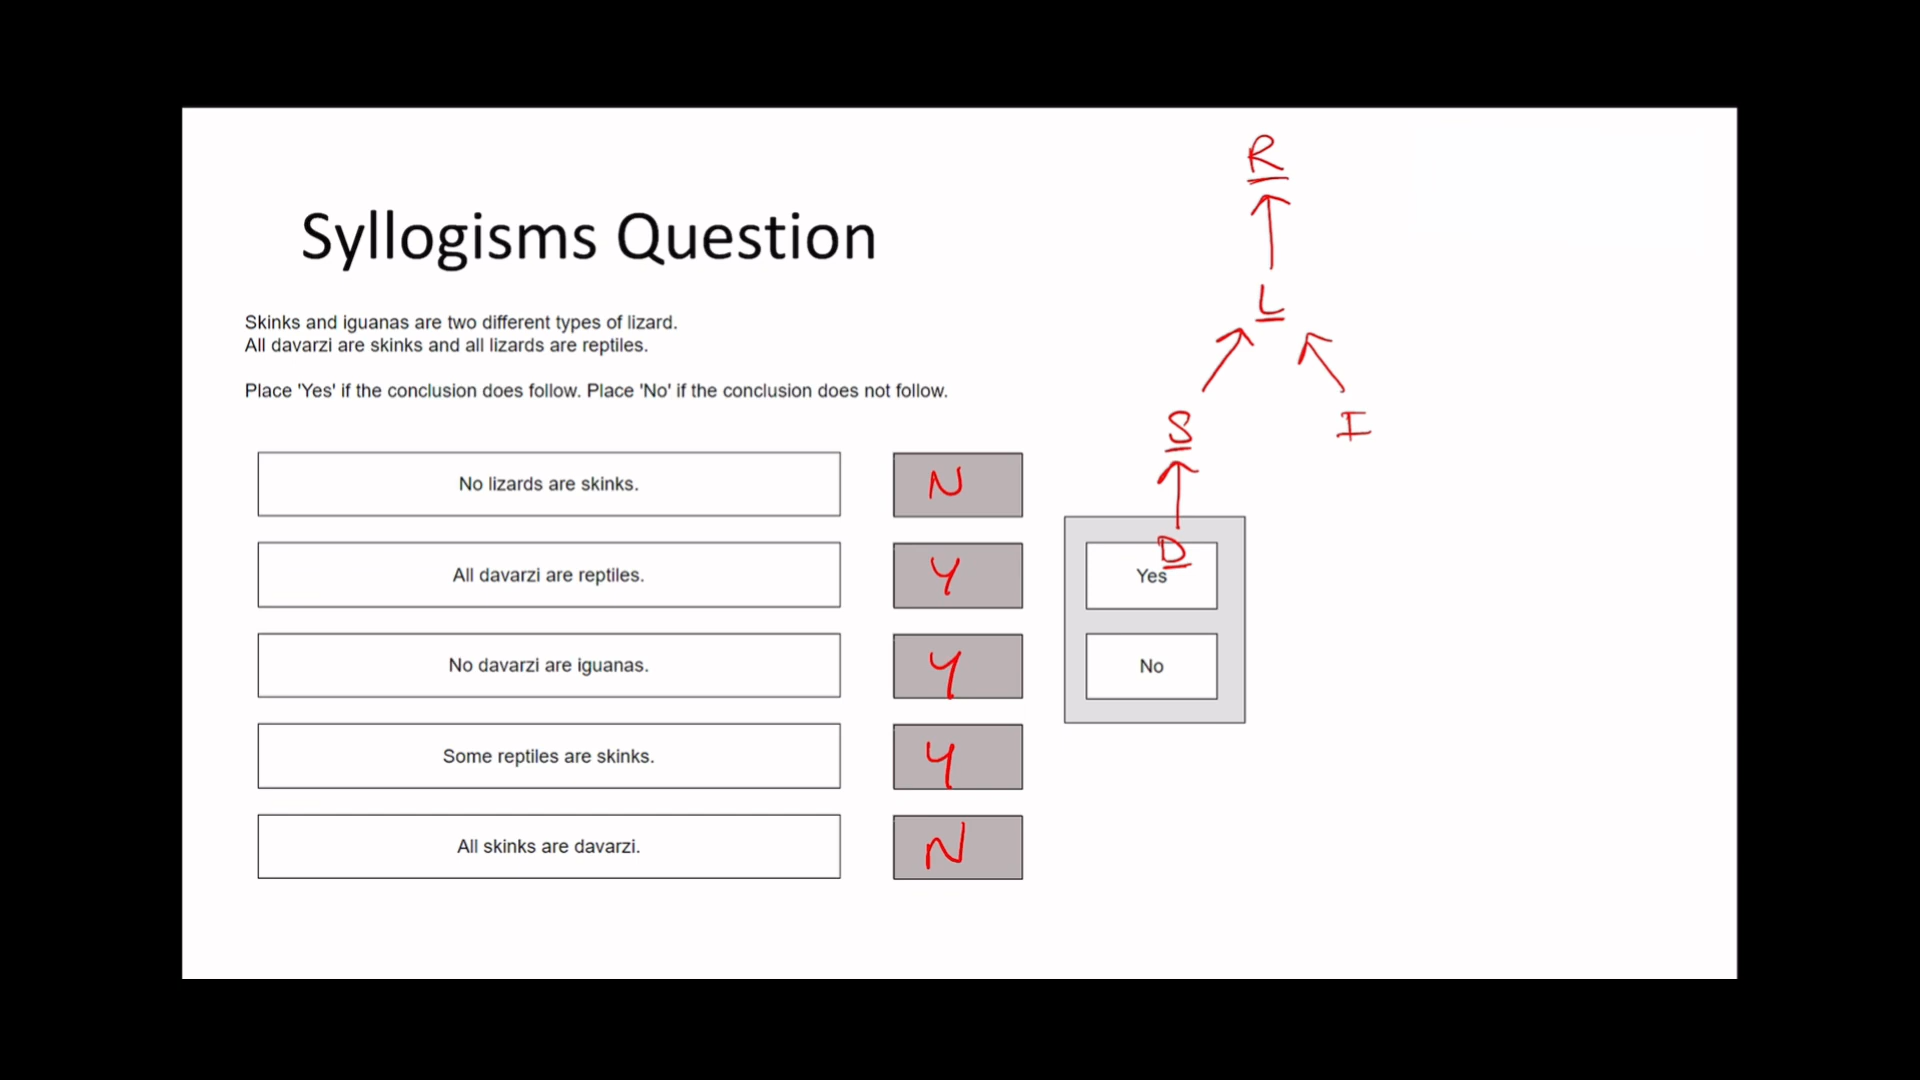 R
Syllogisms Question
L
Skinks and iguanas are two different types of lizard.
All davarzi are skinks and all lizards are reptiles.
Place 'Yes' if the conclusion does follow. Place 'No' if the conclusion does not follow.
S I
No lizards are skinks. N
D
All davarzi are reptiles. Y Yes
No davarzi are iguanas. Y No
Some reptiles are skinks. Y
All skinks are davarzi. N